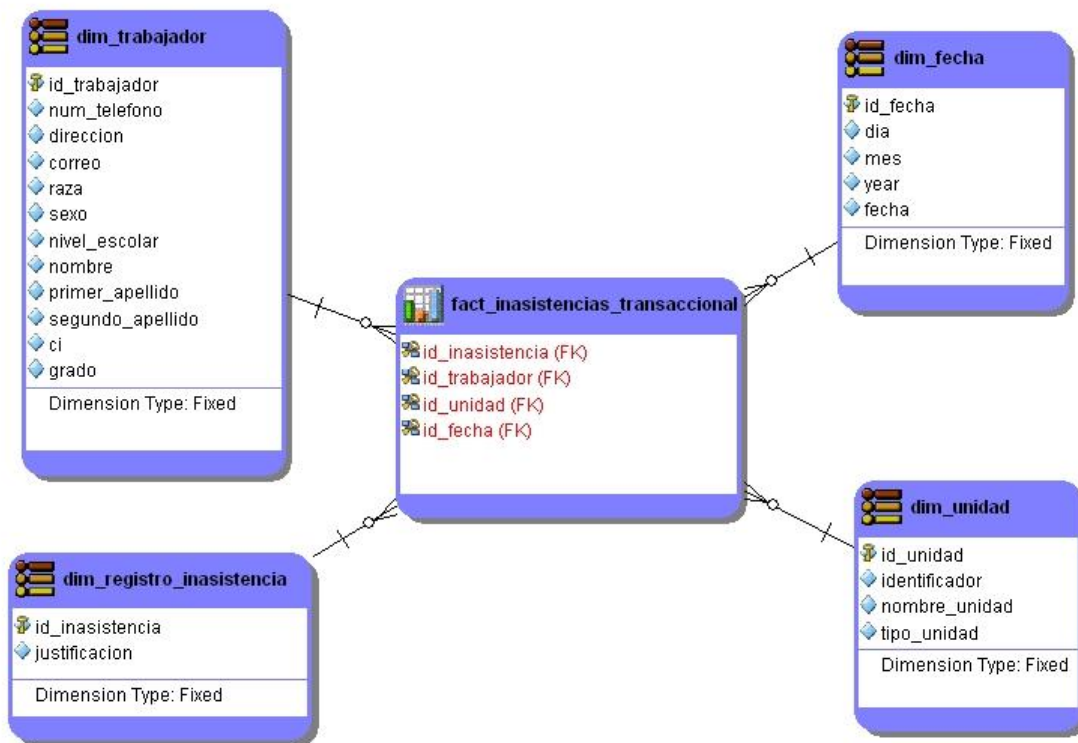 dim_trabajador
id_trabajador
num_telefono
direccion
correo
raza
sexo
nivel_escolar
nombre
primer_apellido
segundo_apellido
ci
grado
Dimension Type: Fixed
dim_fecha
id_fecha
dia
mes
year
fecha
Dimension Type: Fixed
fact_inasistencias_transaccional
id_inasistencia (FK)
id_trabajador (FK)
id_unidad (FK)
id_fecha (FK)
dim_registro_inasistencia
id_inasistencia
justificacion
Dimension Type: Fixed
dim_unidad
id_unidad
identificador
nombre_unidad
tipo_unidad
Dimension Type: Fixed